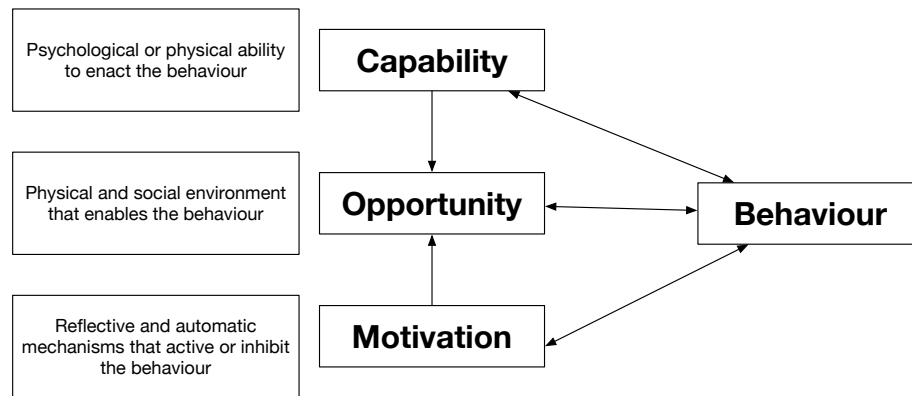 Psychological or physical ability
to enact the behaviour
Capability
Physical and social environment
that enables the behaviour
Opportunity
Behaviour
Reflective and automatic
mechanisms that active or inhibit
the behaviour
Motivation